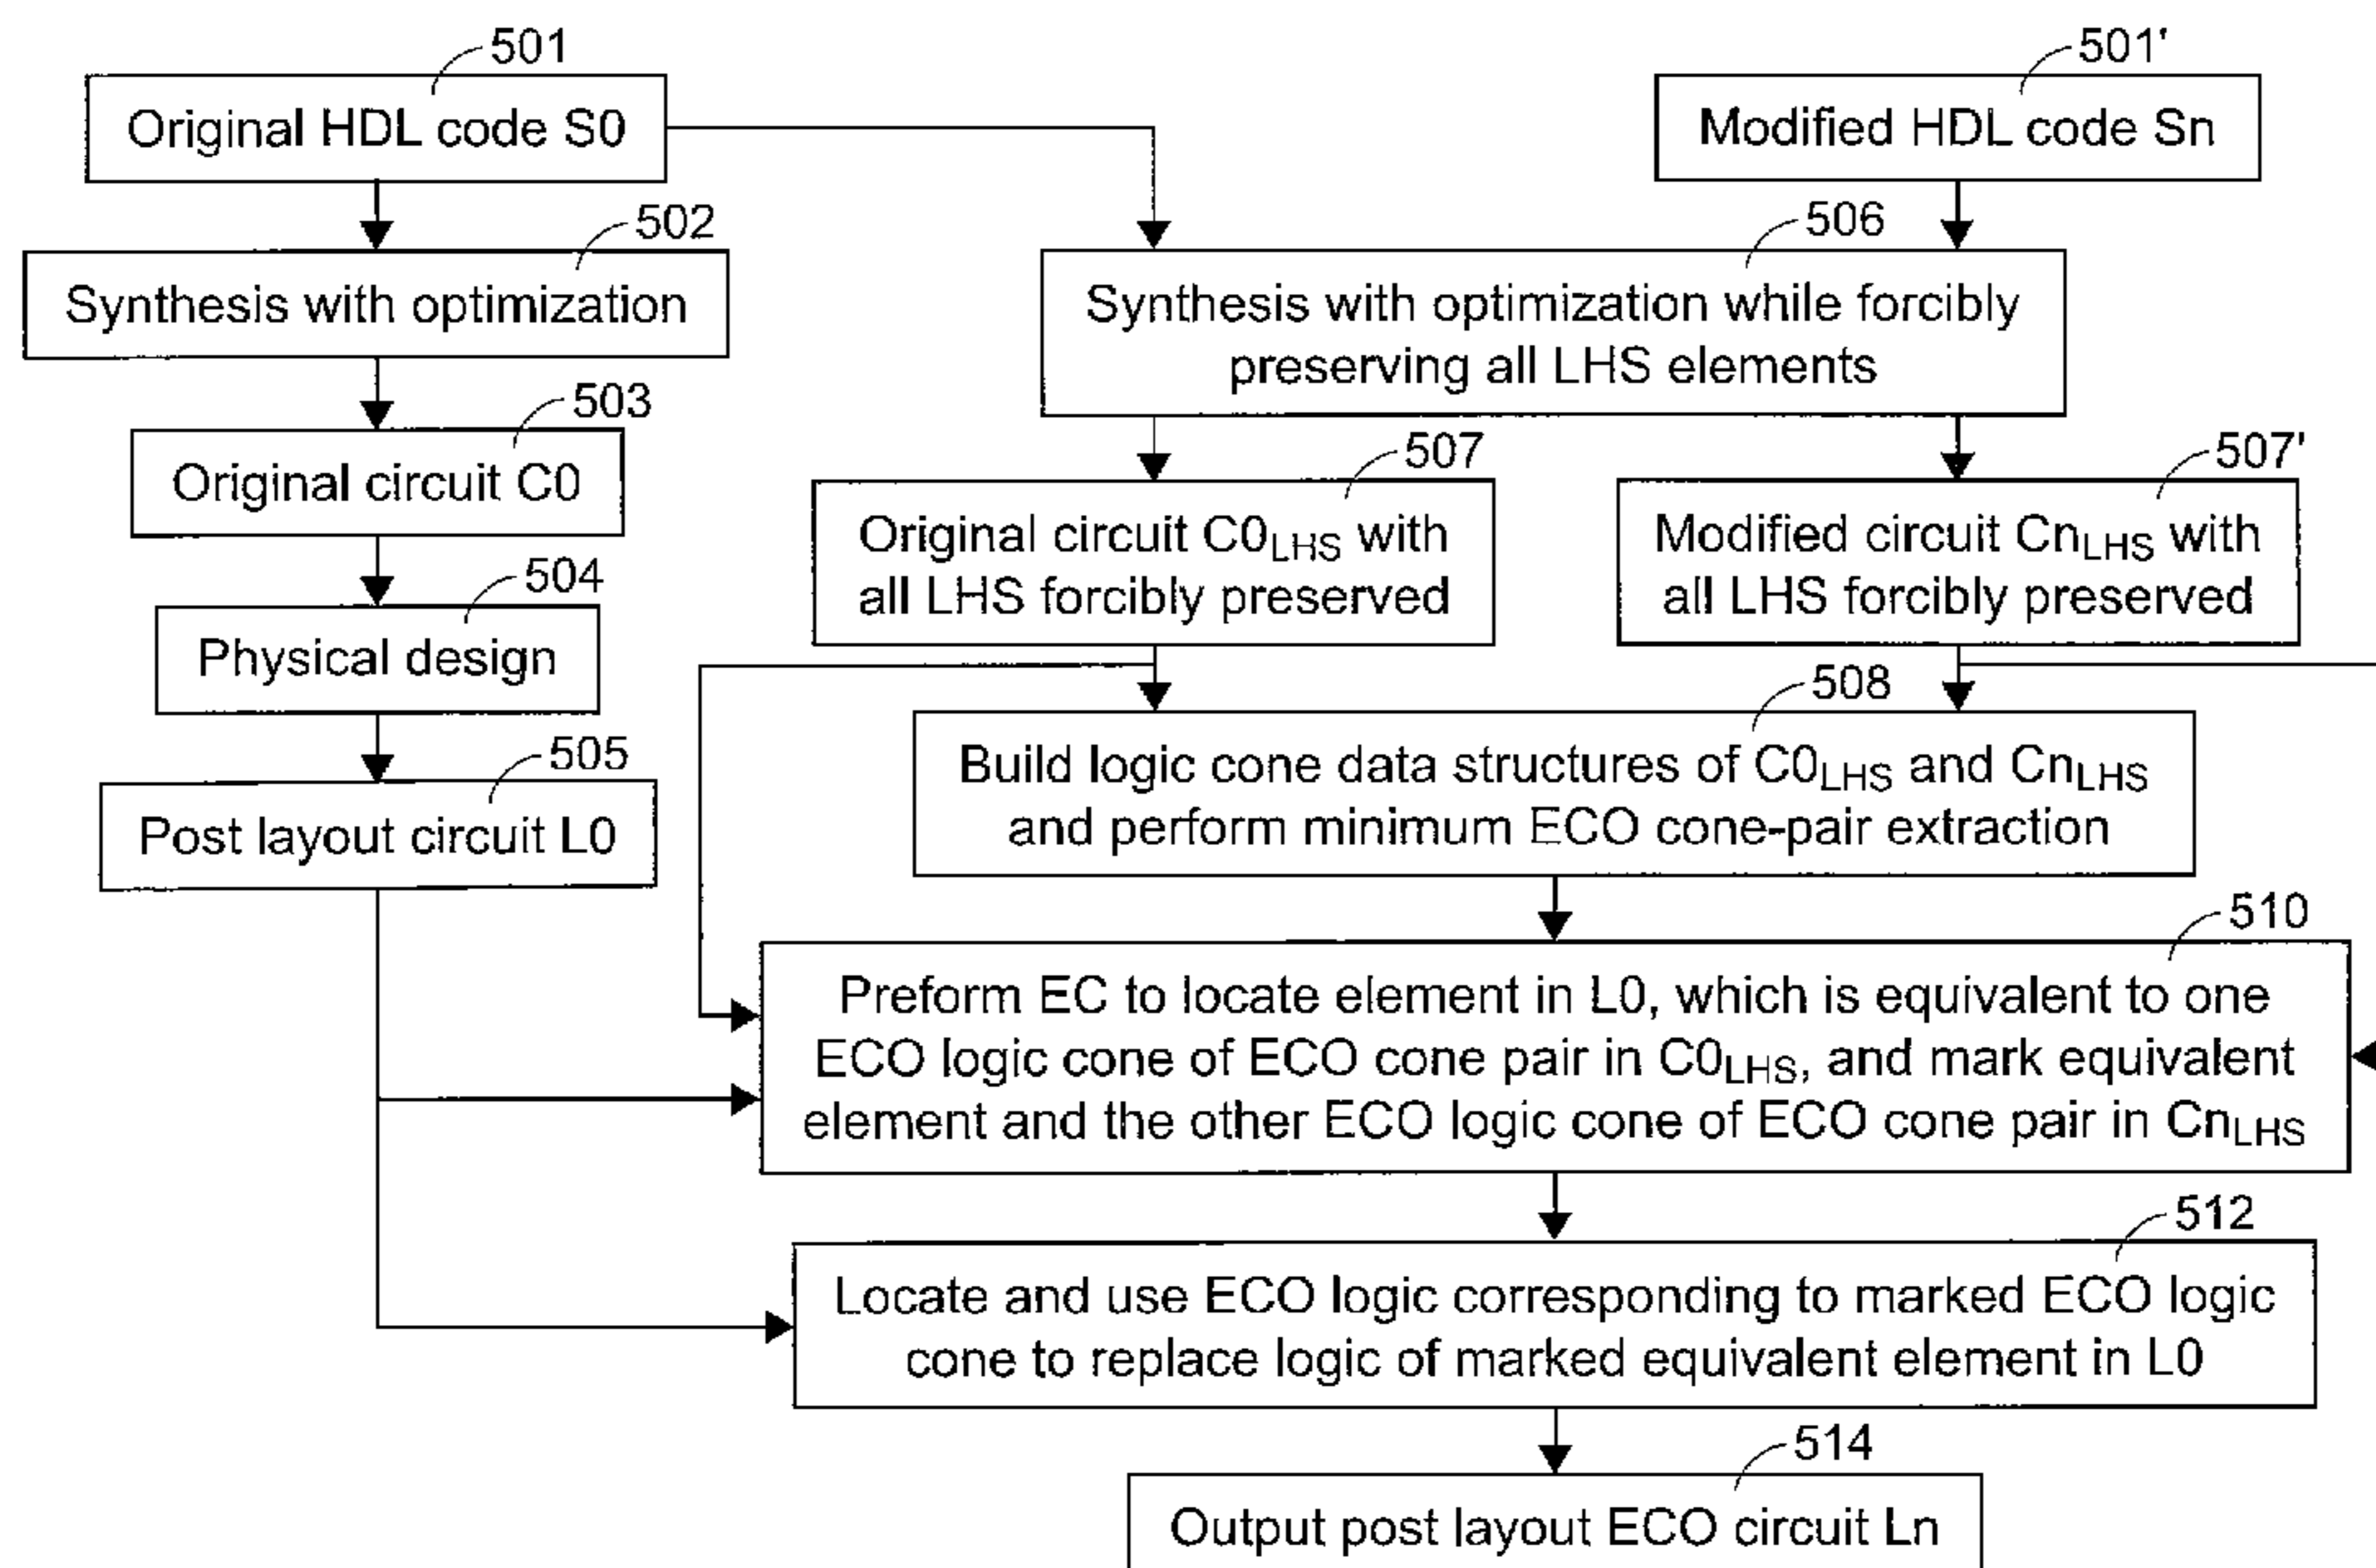 501
Original HDL code S0
501'
Modified HDL code Sn
502
Synthesis with optimization
506
Synthesis with optimization while forcibly
preserving all LHS elements
503
Original circuit C0
507
Original circuit C0LHS with
all LHS forcibly preserved
507'
Modified circuit CnLHS with
all LHS forcibly preserved
504
Physical design
508
Build logic cone data structures of C0LHS and CnLHS
and perform minimum ECO cone-pair extraction
505
Post layout circuit L0
510
Preform EC to locate element in L0, which is equivalent to one
ECO logic cone of ECO cone pair in C0LHS, and mark equivalent
element and the other ECO logic cone of ECO cone pair in CnLHS
512
Locate and use ECO logic corresponding to marked ECO logic
cone to replace logic of marked equivalent element in L0
514
Output post layout ECO circuit Ln